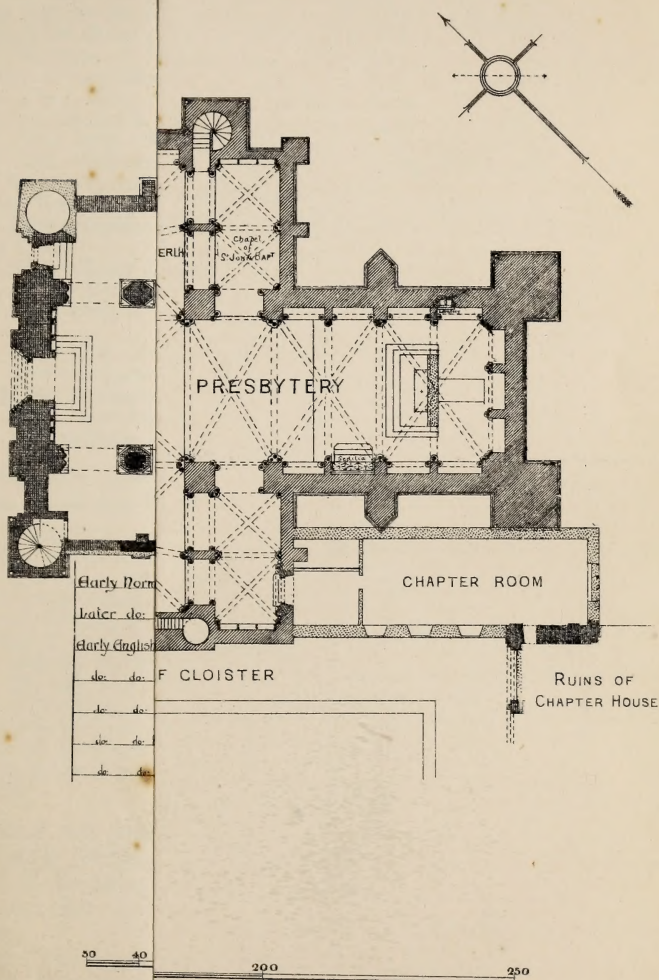 ERLH
Chapel
of
St John Bapt
PRESBYTERY
Sedilia
CHAPTER ROOM
RUINS OF
CHAPTER HOUSE
Early Norm
Later do:
Early English
do: do:
do: do:
do: do:
do: do:
F CLOISTER
50 40
200 250